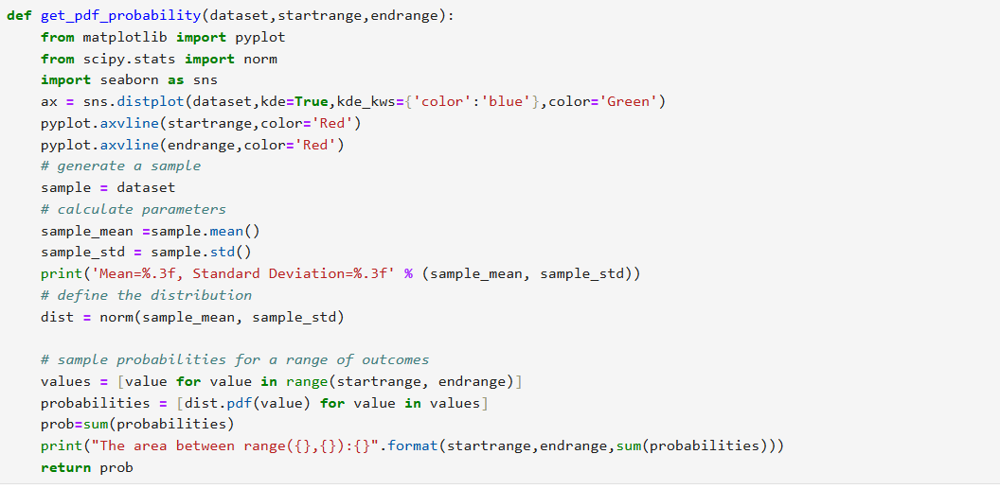 def get_pdf_probability(dataset,startrange,endrange):
    from matplotlib import pyplot
    from scipy.stats import norm
    import seaborn as sns
    ax = sns.distplot(dataset,kde=True,kde_kws={'color':'blue'},color='Green')
    pyplot.axvline(startrange,color='Red')
    pyplot.axvline(endrange,color='Red')
    # generate a sample
    sample = dataset
    # calculate parameters
    sample_mean =sample.mean()
    sample_std = sample.std()
    print('Mean=%.3f, Standard Deviation=%.3f' % (sample_mean, sample_std))
    # define the distribution
    dist = norm(sample_mean, sample_std)

    # sample probabilities for a range of outcomes
    values = [value for value in range(startrange, endrange)]
    probabilities = [dist.pdf(value) for value in values]
    prob=sum(probabilities)
    print("The area between range({},{}):{}".format(startrange,endrange,sum(probabilities)))
    return prob